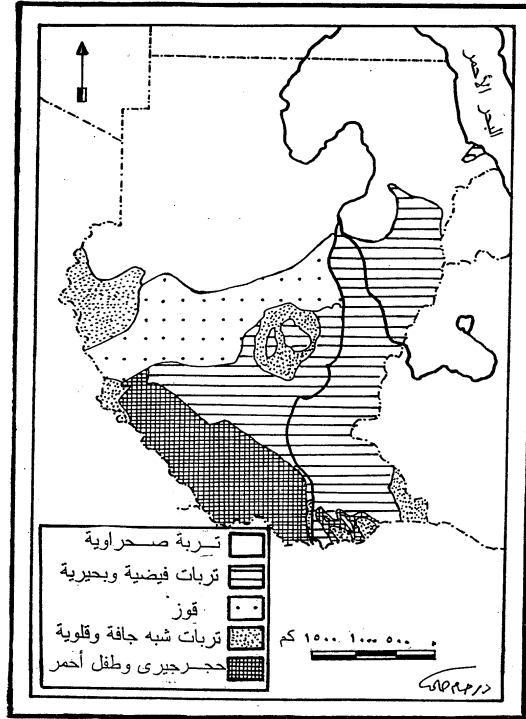 البحر الأحمر
تربة صحراوية
تربات فيضية وبحيرية
قوز
تربات شبه جافة وقلوية
حجرجيرى وطفل أحمر
٠ ٥٠٠ ١٠٠٠ ١٥٠٠ كم